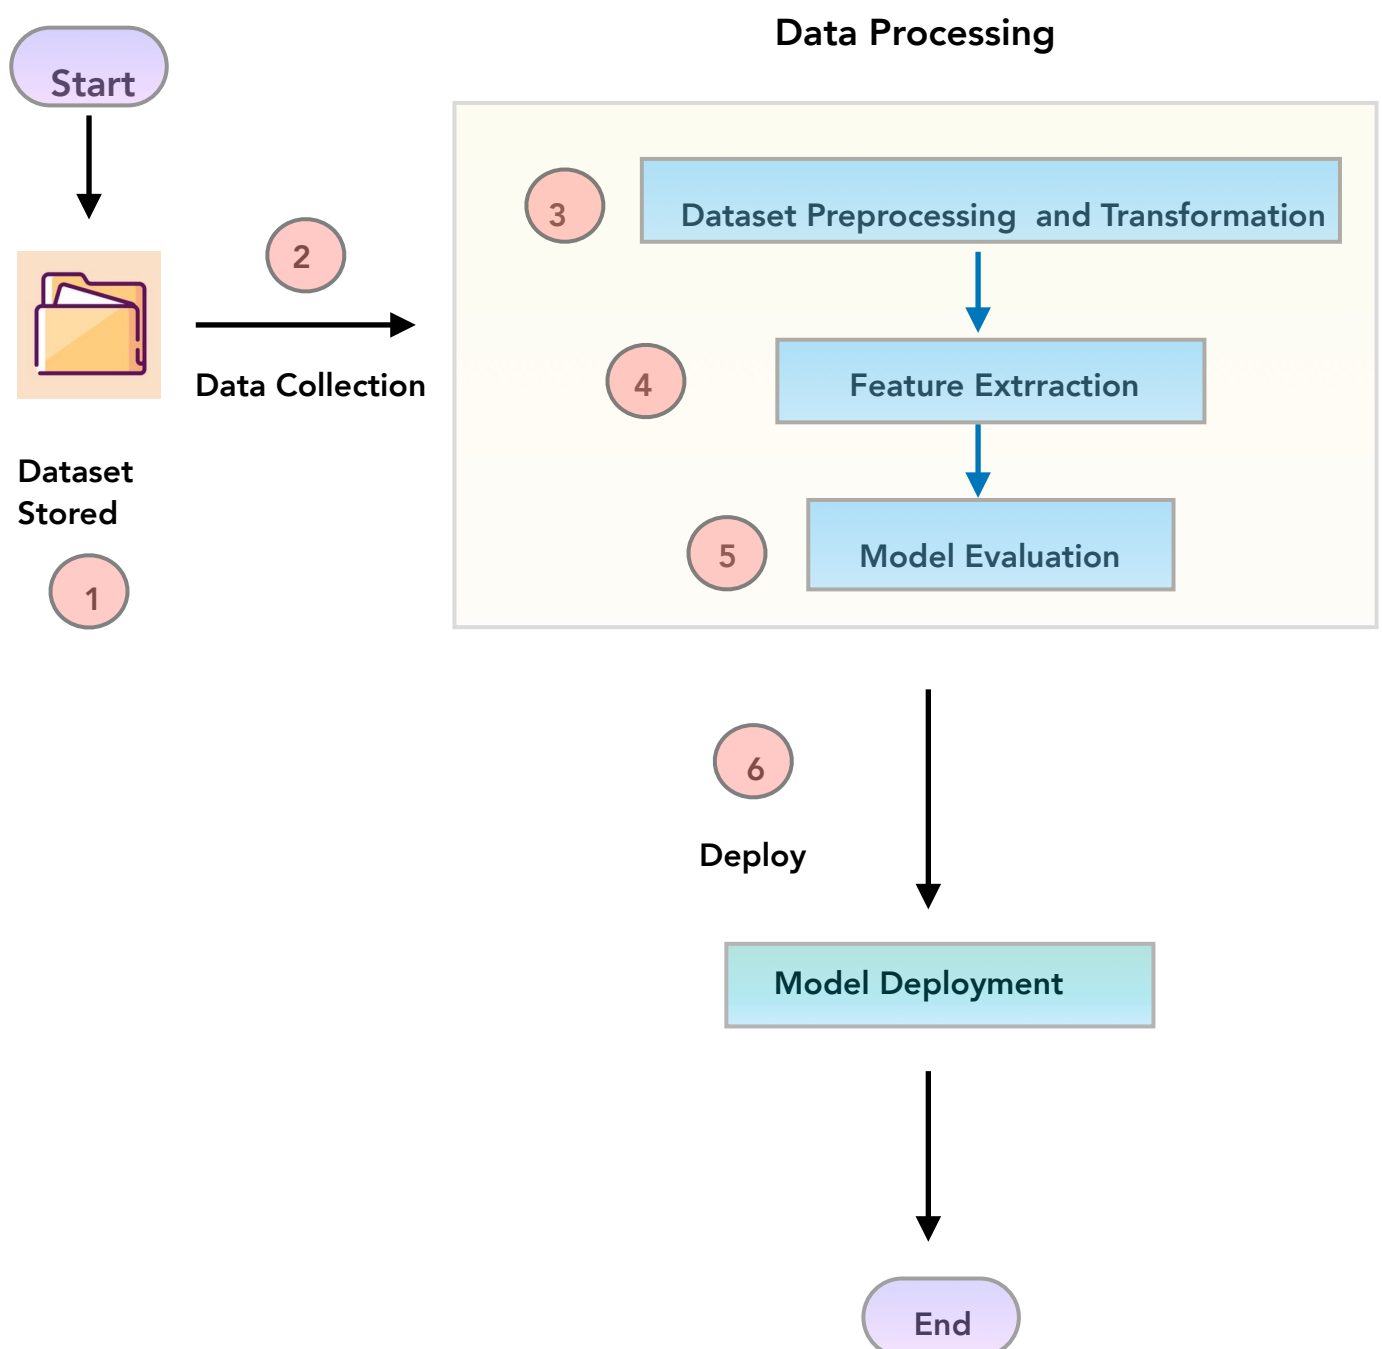 Data Processing
Start
3
Dataset Preprocessing  and Transformation
2
4
Feature Extrraction
Data Collection
Dataset
Stored
5
Model Evaluation
1
6
Deploy
Model Deployment
End